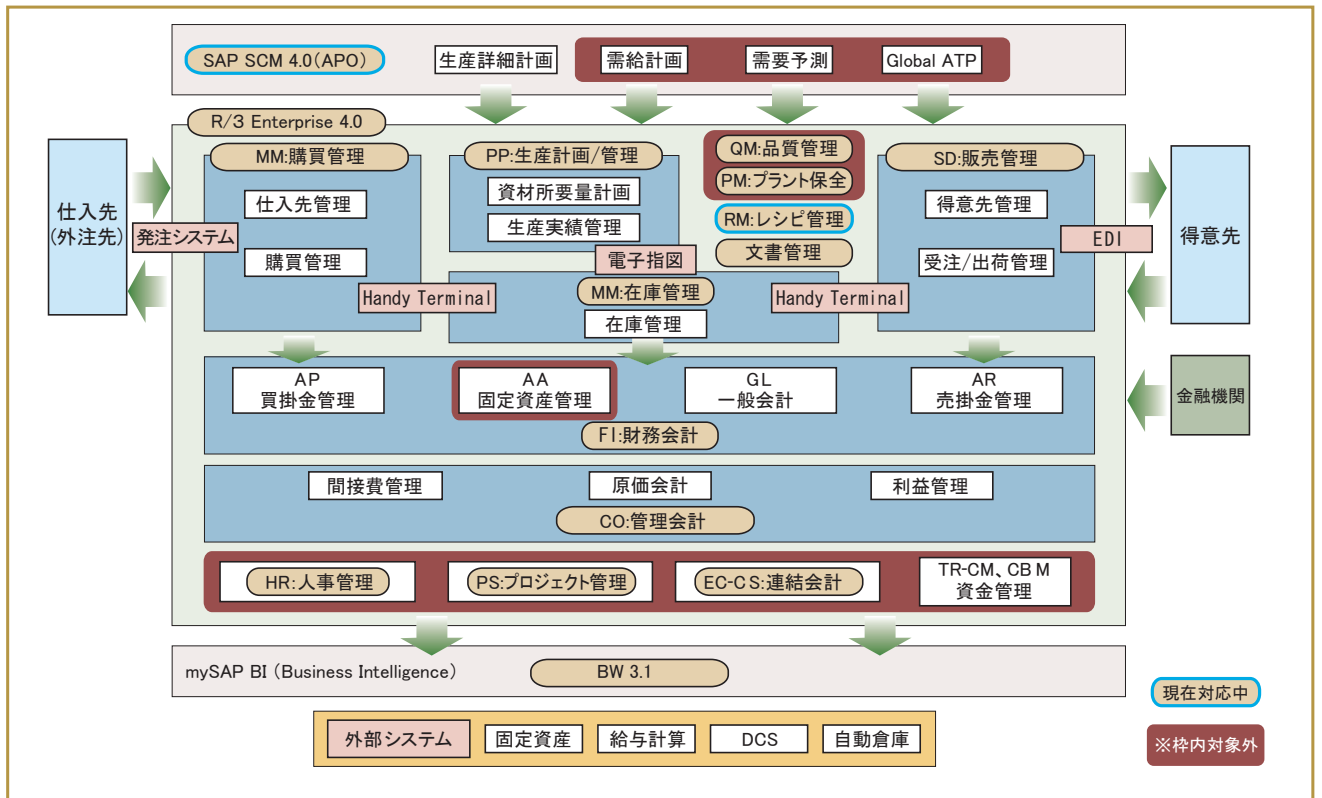 SAP SCM 4.0(APO)
生産詳細計画
需給計画
需要予測
Global ATP
R/3 Enterprise 4.0
MM:購買管理
仕入先管理
購買管理
PP:生産計画/管理
資材所要量計画
生産実績管理
QM:品質管理
PM:プラント保全
RM:レシピ管理
文書管理
SD:販売管理
得意先管理
受注/出荷管理
仕入先
(外注先)
発注システム
EDI
得意先
電子指図
Handy Terminal
MM:在庫管理
在庫管理
Handy Terminal
AP
買掛金管理
AA
固定資産管理
GL
一般会計
AR
売掛金管理
FI:財務会計
金融機関
間接費管理
原価会計
利益管理
CO:管理会計
HR:人事管理
PS:プロジェクト管理
EC-CS:連結会計
TR-CM、CB M
資金管理
mySAP BI (Business Intelligence)
BW 3.1
現在対応中
※枠内対象外
外部システム
固定資産
給与計算
DCS
自動倉庫